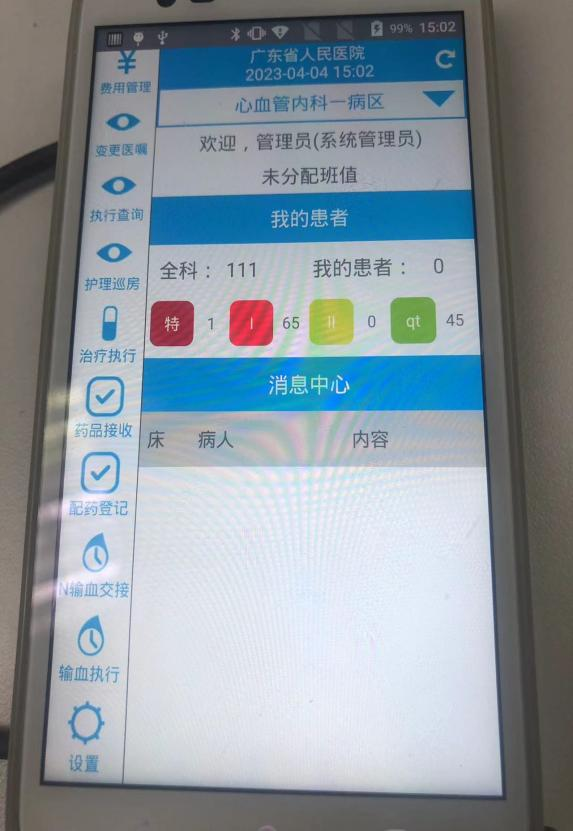 99% 15:02
广东省人民医院
2023-04-04 15:02
心血管内科一病区
欢迎，管理员(系统管理员)
未分配班值
我的患者
全科： 111 我的患者： 0
特 1 I 65 II 0 qt 45
消息中心
床 病人 内容
费用管理
变更医嘱
执行查询
护理巡房
治疗执行
药品接收
配药登记
N输血交接
输血执行
设置